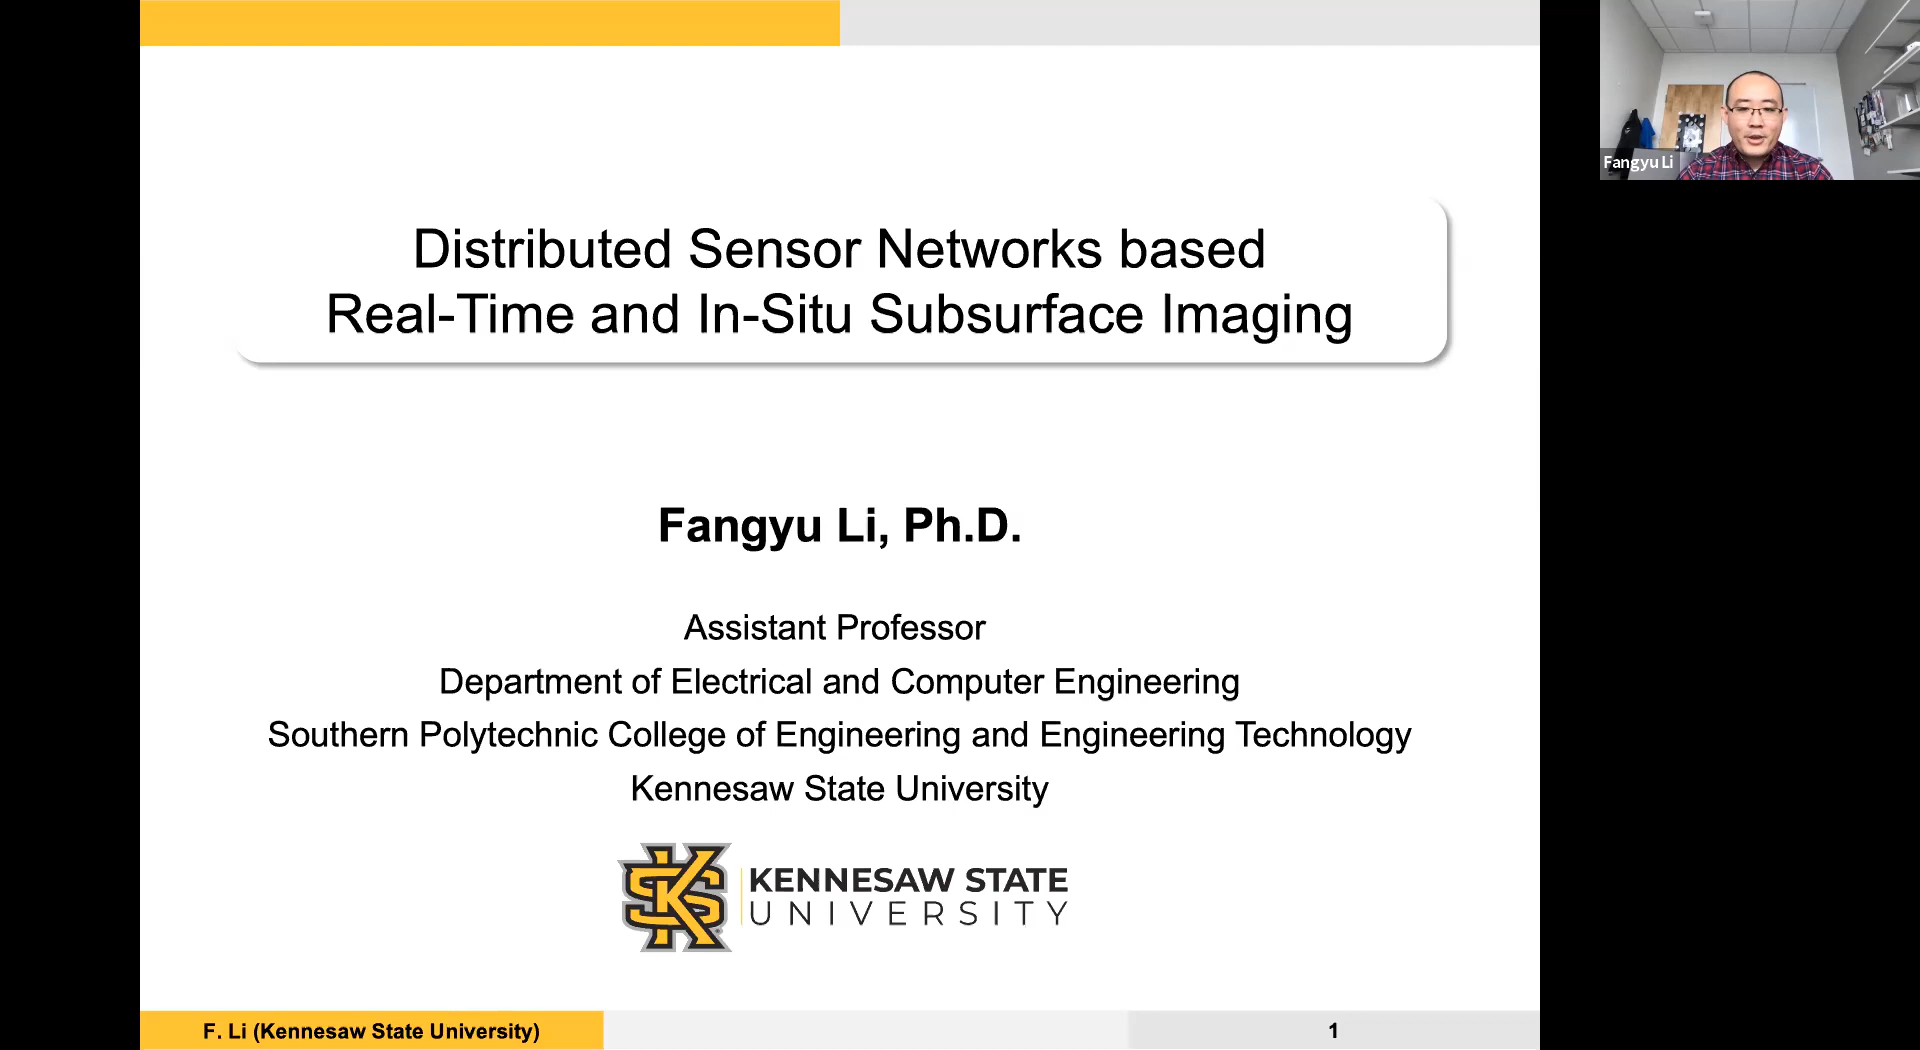 Distributed Sensor Networks based
Real-Time and In-Situ Subsurface Imaging
Fangyu Li
Fangyu Li, Ph.D.
Assistant Professor
Department of Electrical and Computer Engineering
Southern Polytechnic College of Engineering and Engineering Technology
Kennesaw State University
KS
KENNESAW STATE
UNIVERSITY
F. Li (Kennesaw State University)
1